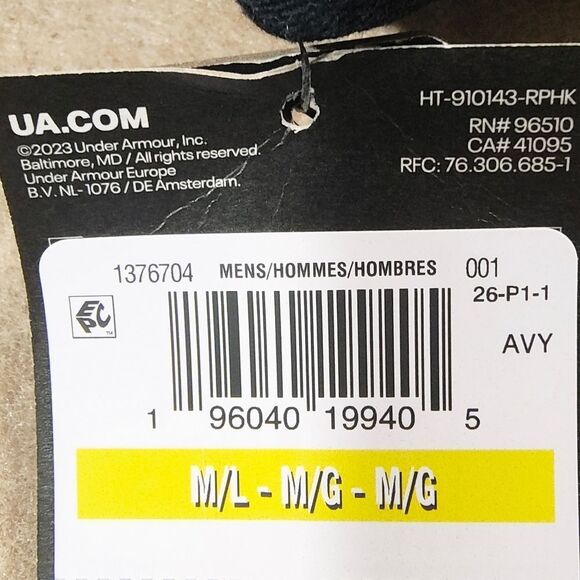 UA.COM
©2023 Under Armour, Inc.
Baltimore, MD / All rights reserved.
Under Armour Europe
B.V. NL-1076 / DE Amsterdam.
HT-910143-RPHK
RN# 96510
CA# 41095
RFC: 76.306.685-1
1376704 MENS/HOMMES/HOMBRES 001
26-P1-1
EPC™
AVY
1 96040 19940 5
M/L - M/G - M/G